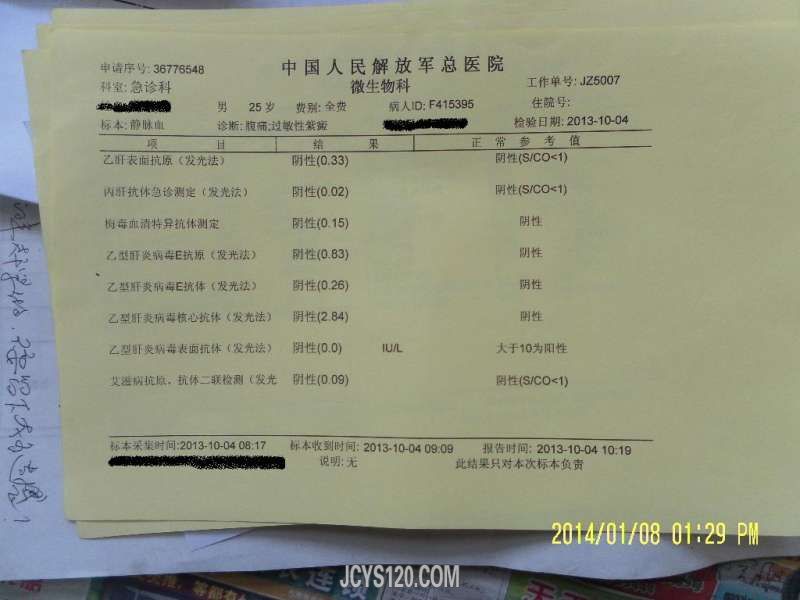 中国人民解放军总医院
微生物科
申请序号: 36776548
工作单号: JZ5007
科室: 急诊科
男 25 岁 费别: 全费 病人ID: F415395 住院号:
标本: 静脉血 诊断: 腹痛;过敏性紫癜 检验日期: 2013-10-04
项 目 结 果 正 常 参 考 值
乙肝表面抗原（发光法） 阴性(0.33) 阴性(S/CO<1)
丙肝抗体急诊测定（发光法） 阴性(0.02) 阴性(S/CO<1)
梅毒血清特异抗体测定 阴性(0.15) 阴性
乙型肝炎病毒E抗原（发光法） 阴性(0.83) 阴性
乙型肝炎病毒E抗体（发光法） 阴性(0.26) 阴性
乙型肝炎病毒核心抗体（发光法） 阴性(2.84) 阴性
乙型肝炎病毒表面抗体（发光法） 阴性(0.0) IU/L 大于10为阳性
艾滋病抗原、抗体二联检测（发光 阴性(0.09) 阴性(S/CO<1)
标本采集时间:2013-10-04 08:17 标本收到时间: 2013-10-04 09:09 报告时间: 2013-10-04 10:19
说明: 无 此结果只对本次标本负责
2014/01/08 01:29 PM
JCYS120.COM